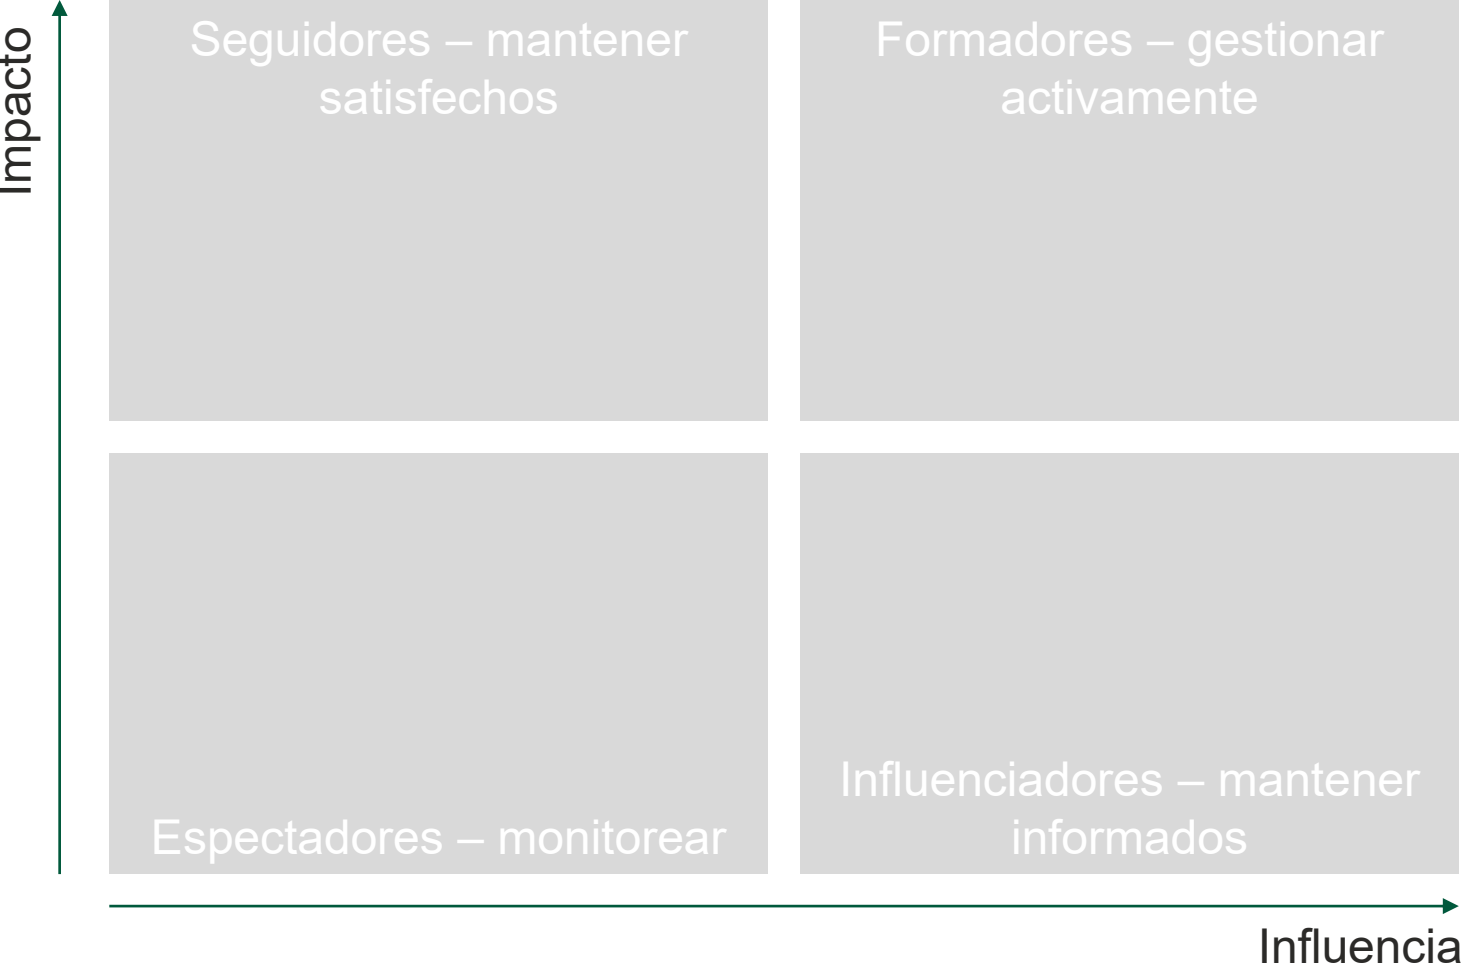 Impacto
Seguidores – mantener
satisfechos
Formadores – gestionar
activamente
Espectadores – monitorear
Influenciadores – mantener
informados
Influencia